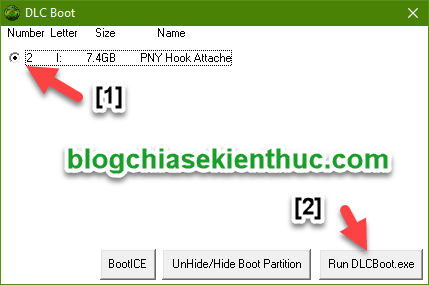 DLC Boot
Number Letter Size Name
2 I: 7.4GB PNY Hook Attache
[1]
blogchiasekienthuc.com
[2]
BootICE UnHide/Hide Boot Partition Run DLCBoot.exe